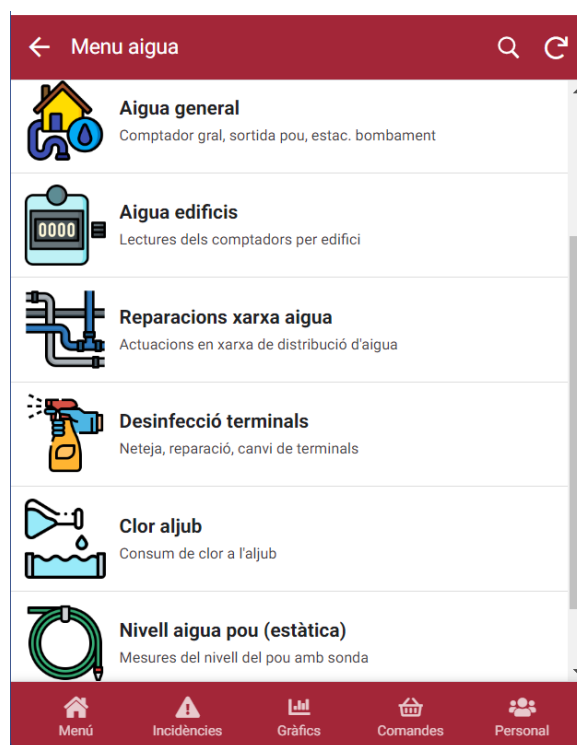 Menu aigua
Aigua general
Comptador gral, sortida pou, estac. bombament
0000
Aigua edificis
Lectures dels comptadors per edifici
Reparacions xarxa aigua
Actuacions en xarxa de distribució d'aigua
Desinfecció terminals
Neteja, reparació, canvi de terminals
Clor aljub
Consum de clor a l'aljub
Nivell aigua pou (estàtica)
Mesures del nivell del pou amb sonda
Menú
Incidències
Gràfics
Comandes
Personal